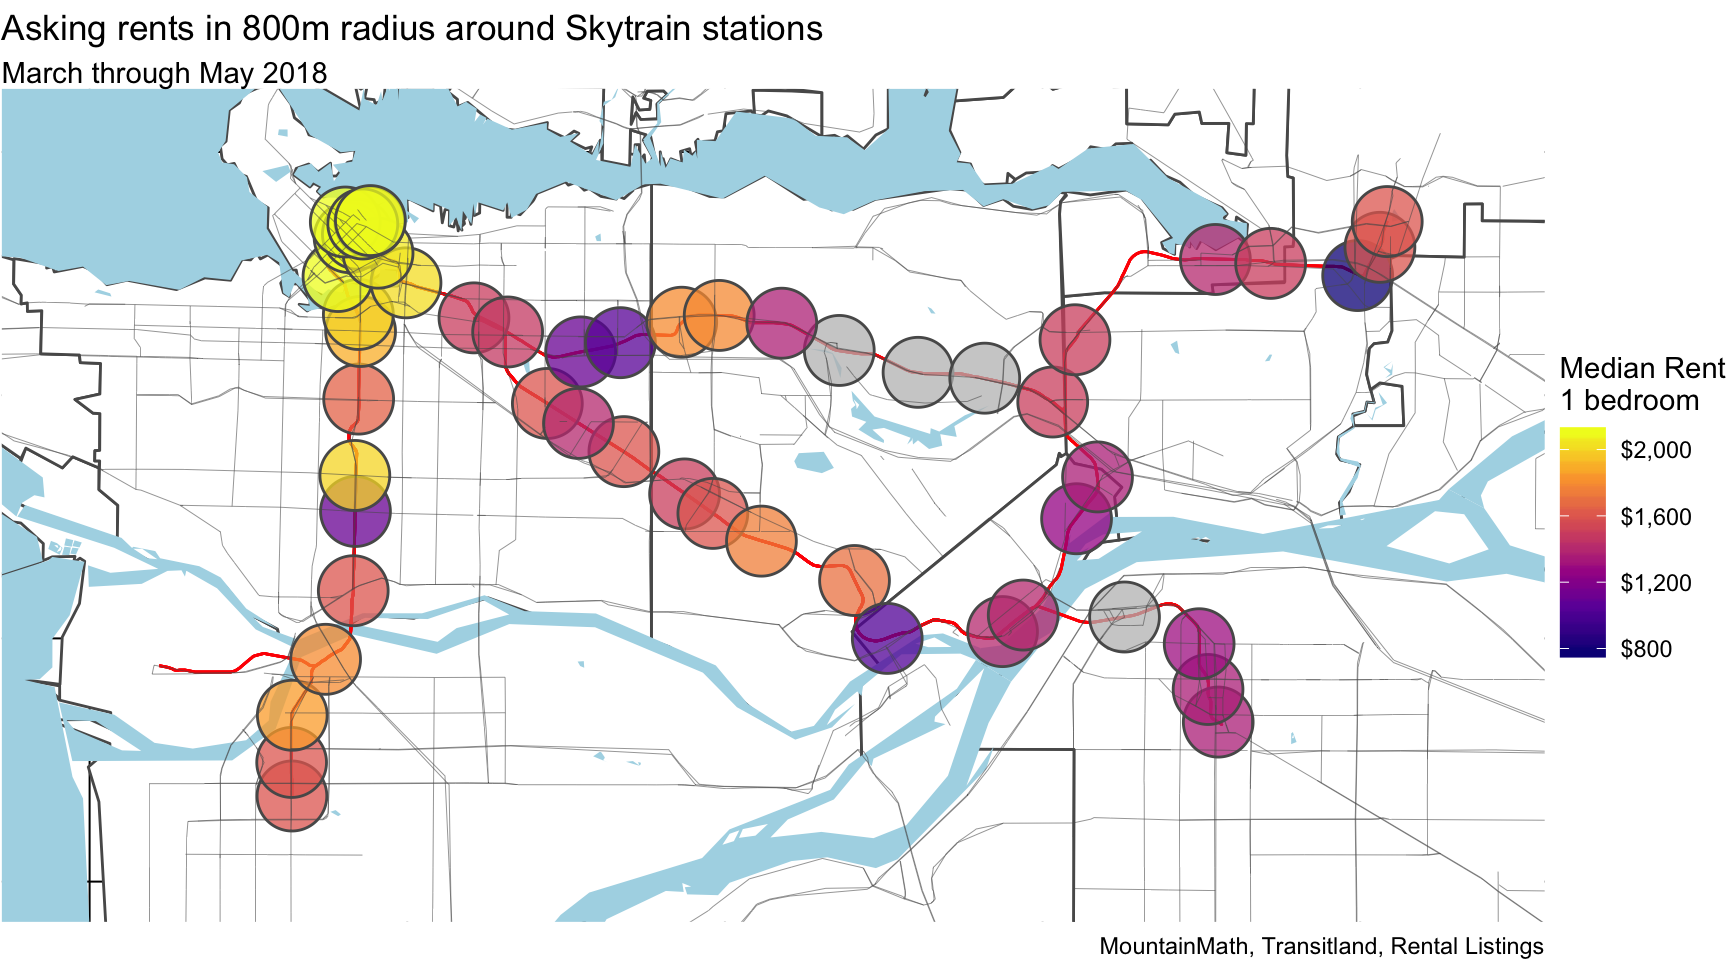 Asking rents in 800m radius around Skytrain stations
March through May 2018
Median Rent
1 bedroom
$2,000
$1,600
$1,200
$800
MountainMath, Transitland, Rental Listings